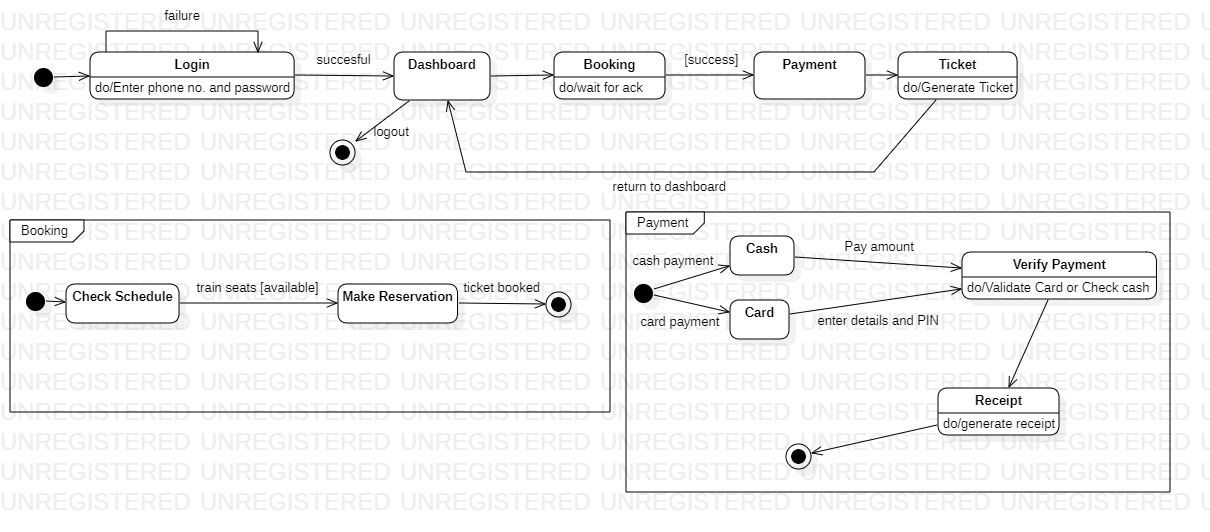 failure
Login
do/Enter phone no. and password
succesful
Dashboard
Booking
do/wait for ack
[success]
Payment
Ticket
do/Generate Ticket
logout
return to dashboard
Booking
Check Schedule
train seats [available]
Make Reservation
ticket booked
Payment
cash payment
Cash
Pay amount
Verify Payment
do/Validate Card or Check cash
card payment
Card
enter details and PIN
Receipt
do/generate receipt
UNREGISTERED UNREGISTERED UNREGISTERED UNREGISTERED UNREGISTERED UNREGISTERED